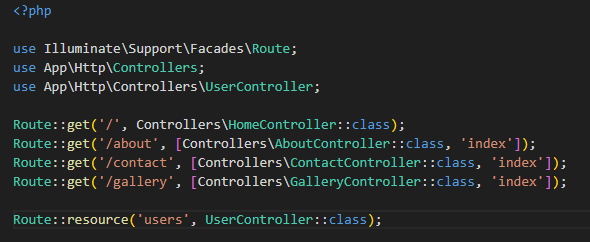 <?php
use Illuminate\Support\Facades\Route;
use App\Http\Controllers;
use App\Http\Controllers\UserController;
Route::get('/', Controllers\HomeController::class);
Route::get('/about', [Controllers\AboutController::class, 'index']);
Route::get('/contact', [Controllers\ContactController::class, 'index']);
Route::get('/gallery', [Controllers\GalleryController::class, 'index']);
Route::resource('users', UserController::class);